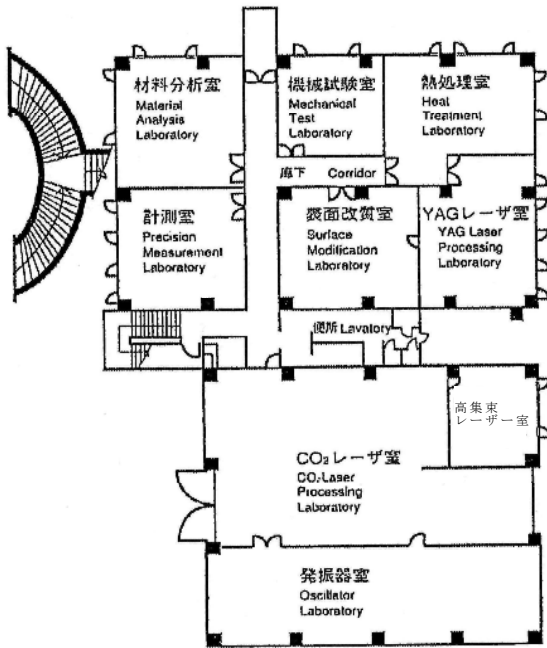 材料分析室
Material
Analysis
Laboratory
機械試験室
Mechanical
Test
Laboratory
熱処理室
Heat
Treatment
Laboratory
廊下 Corridor
計測室
Precision
Measurement
Laboratory
表面改質室
Surface
Modification
Laboratory
YAGレーザ室
YAG Laser
Processing
Laboratory
便所 Lavatory
高集束
レーザー室
CO₂レーザ室
CO₂Laser
Processing
Laboratory
発振器室
Oscillator
Laboratory